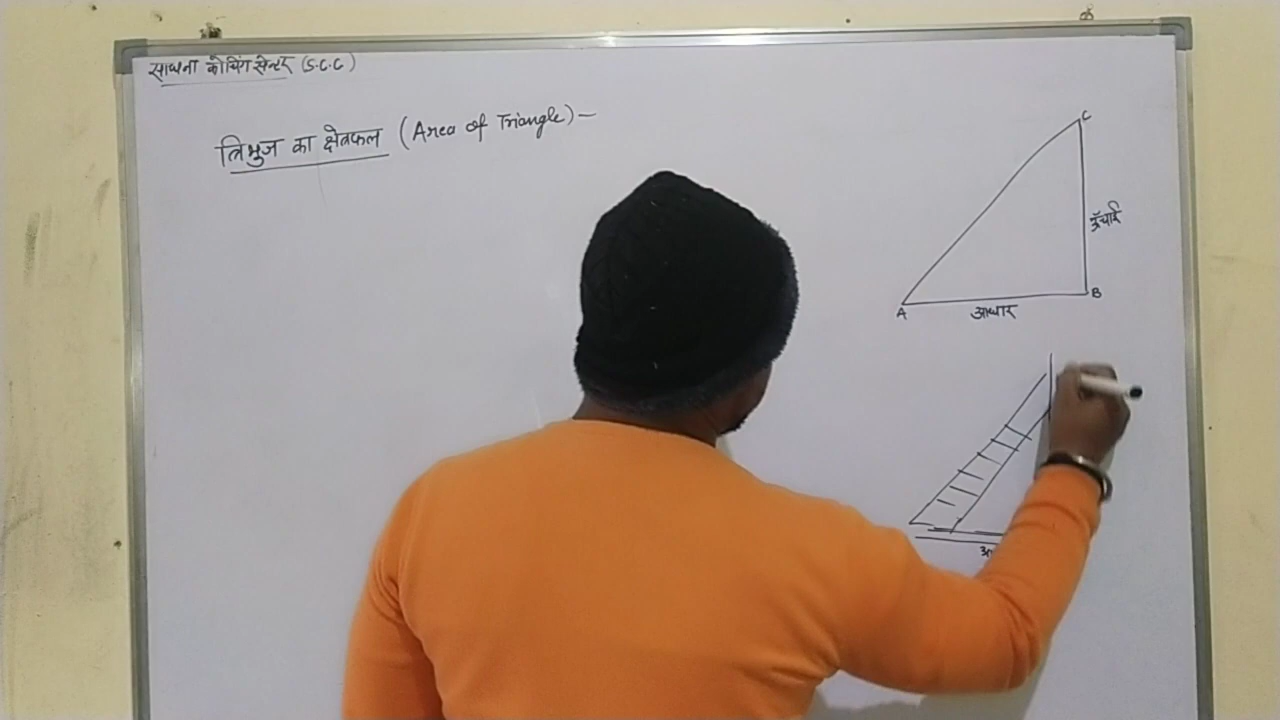 साधना कोचिंग सेन्टर (S.C.C)
त्रिभुज का क्षेत्रफल (Area of Triangle) –
C
ऊँचाई
A
B
आधार